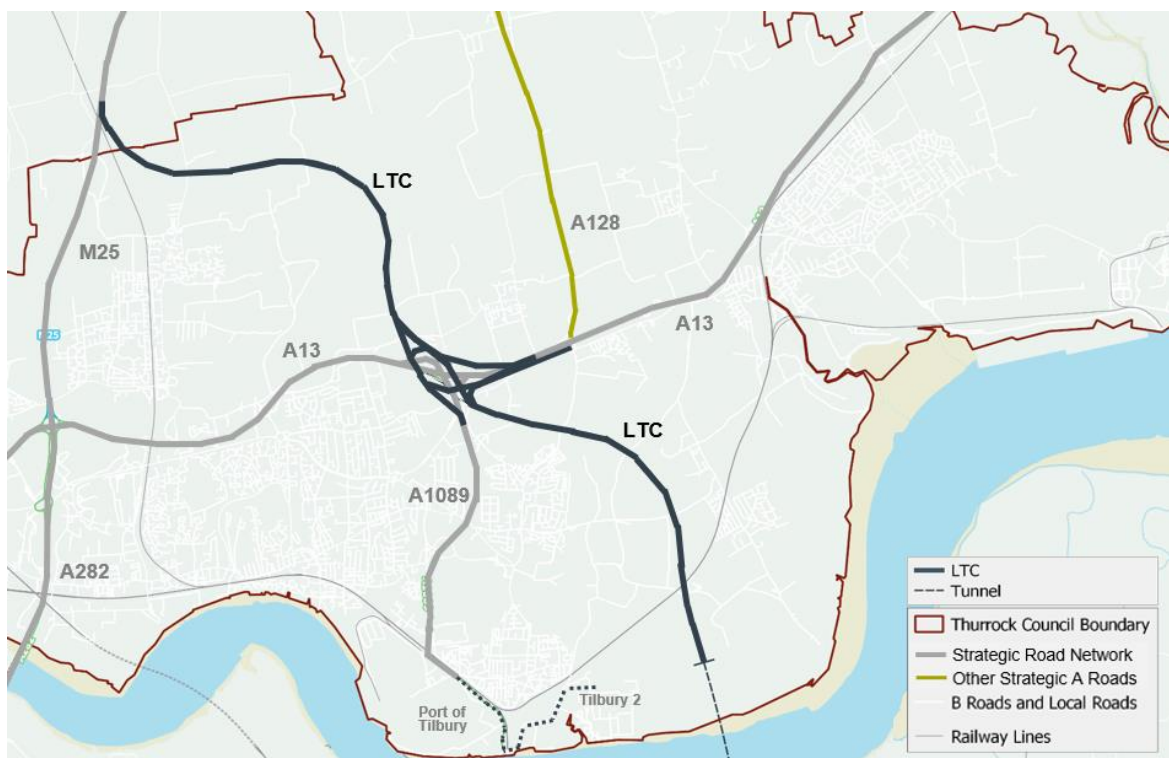 LTC
A128
M25
A13
A13
M25
LTC
A1089
A282
LTC
Tunnel
Thurrock Council Boundary
Strategic Road Network
Other Strategic A Roads
B Roads and Local Roads
Railway Lines
Port of
Tilbury
Tilbury 2